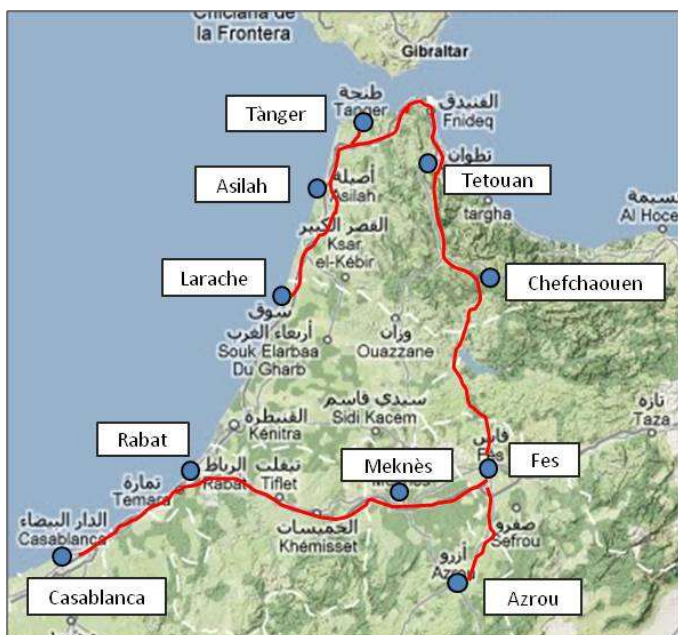 Chiclana de
la Frontera
Gibraltar
طنجة
Tanger
Tànger
الفنيدق
Fnideq
تطوان
Tetouan
Asilah
أصيلة
Asilah
targha
الحسيمة
Al Hoce
القصر الكبير
Ksar
el-Kébir
Larache
Chefchaouen
سوق
أربعاء الغرب
Souk Elarbaa
Du Gharb
وزان
Ouazzane
سيدي قاسم
Sidi Kacem
القنيطرة
Kénitra
تازة
Taza
فاس
Fès
Fes
Rabat
الرباط
Rabat
تيفلت
Tiflet
Meknès
تمارة
Temara
الخميسات
Khémisset
صفرو
Sefrou
الدار البيضاء
Casablanca
أزرو
Azrou
Casablanca
Azrou